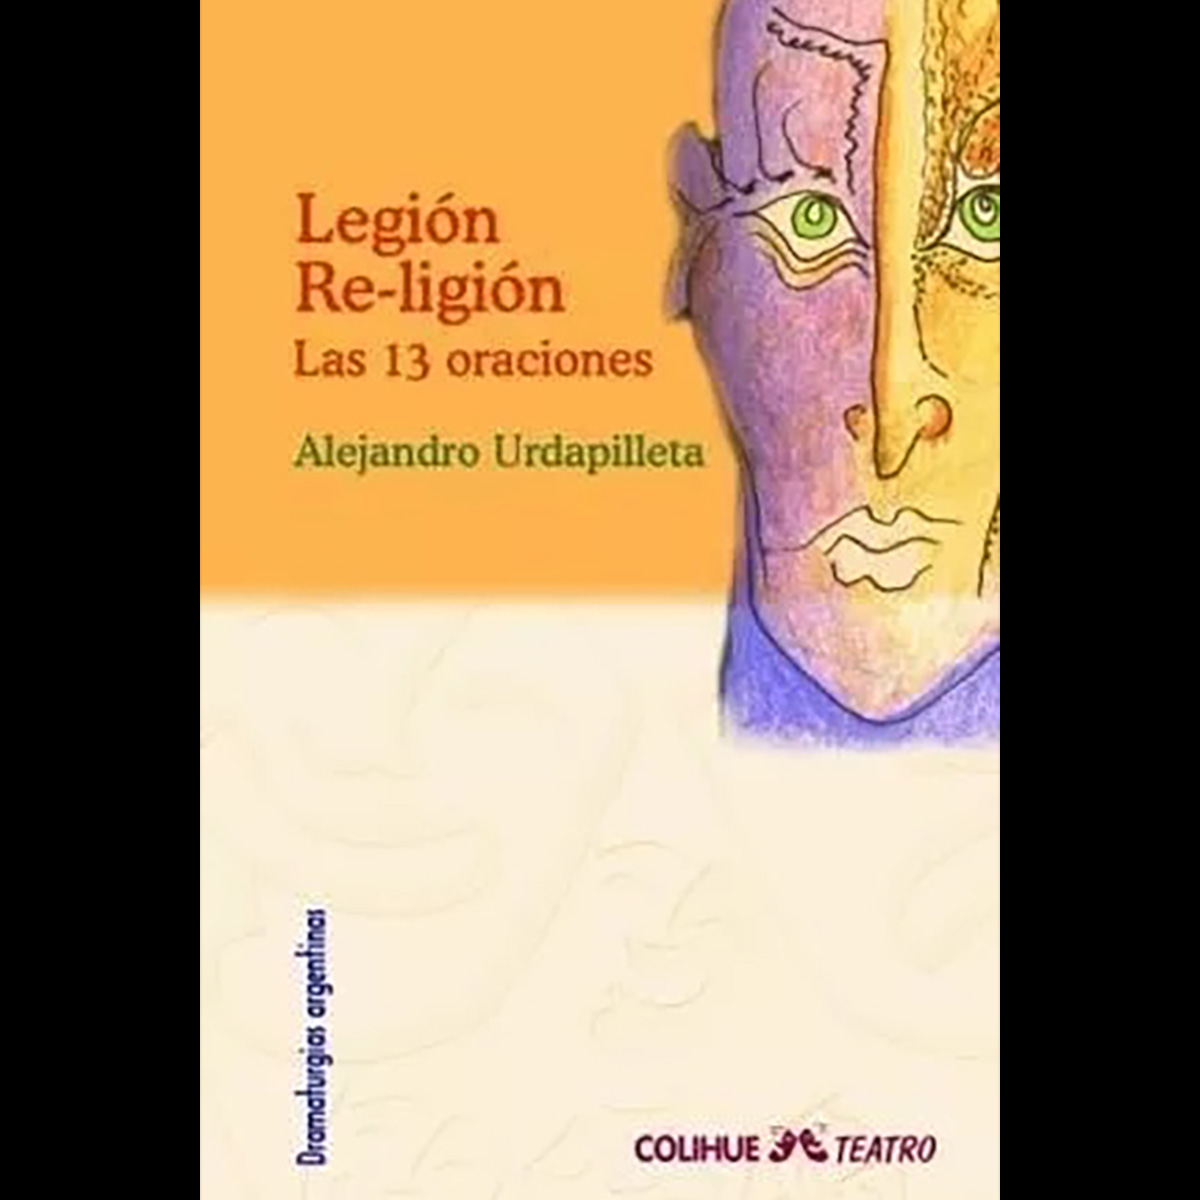 Legión
Re-ligión
Las 13 oraciones
Alejandro Urdapilleta
Dramaturgias argentinas
COLIHUE TEATRO